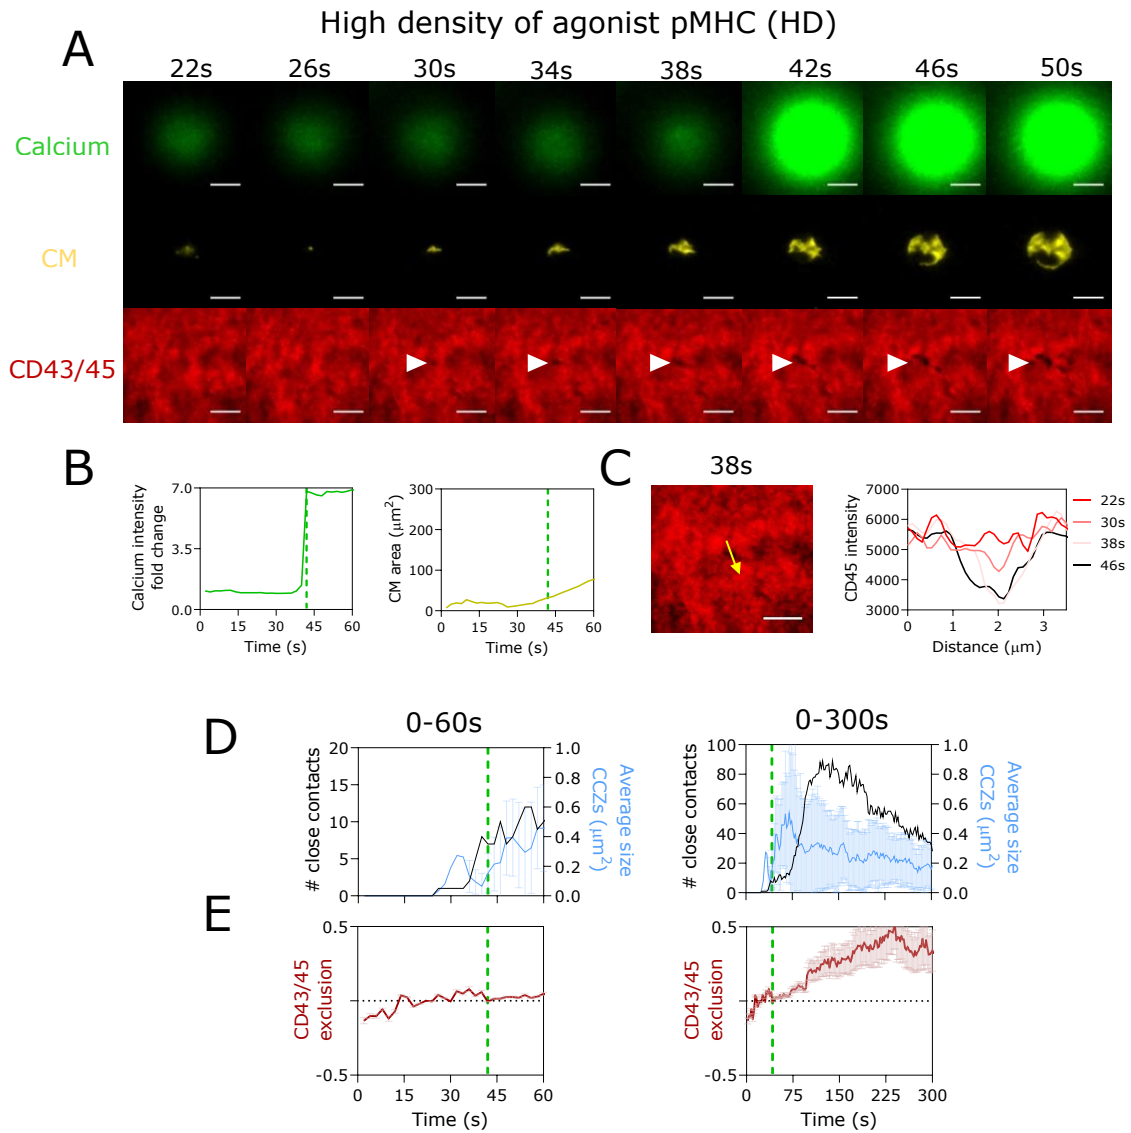 High density of agonist pMHC (HD)
A
22s 26s 30s 34s 38s 42s 46s 50s
Calcium
CM
CD43/45
B
Calcium intensity
fold change
7.0
3.5
0.0
0 15 30 45 60
Time (s)
CM area (μm²)
300
200
100
0
0 15 30 45 60
Time (s)
C
38s
CD45 intensity
7000
6000
5000
4000
3000
0 1 2 3
Distance (μm)
22s
30s
38s
46s
D
0-60s
# close contacts
20
15
10
5
0
1.0
0.8
0.6
0.4
0.2
0.0
Average size
CCZs (μm²)
0-300s
# close contacts
100
80
60
40
20
0
1.0
0.8
0.6
0.4
0.2
0.0
Average size
CCZs (μm²)
E
CD43/45
exclusion
0.5
0
-0.5
0 15 30 45 60
Time (s)
CD43/45
exclusion
0.5
0
-0.5
0 75 150 225 300
Time (s)